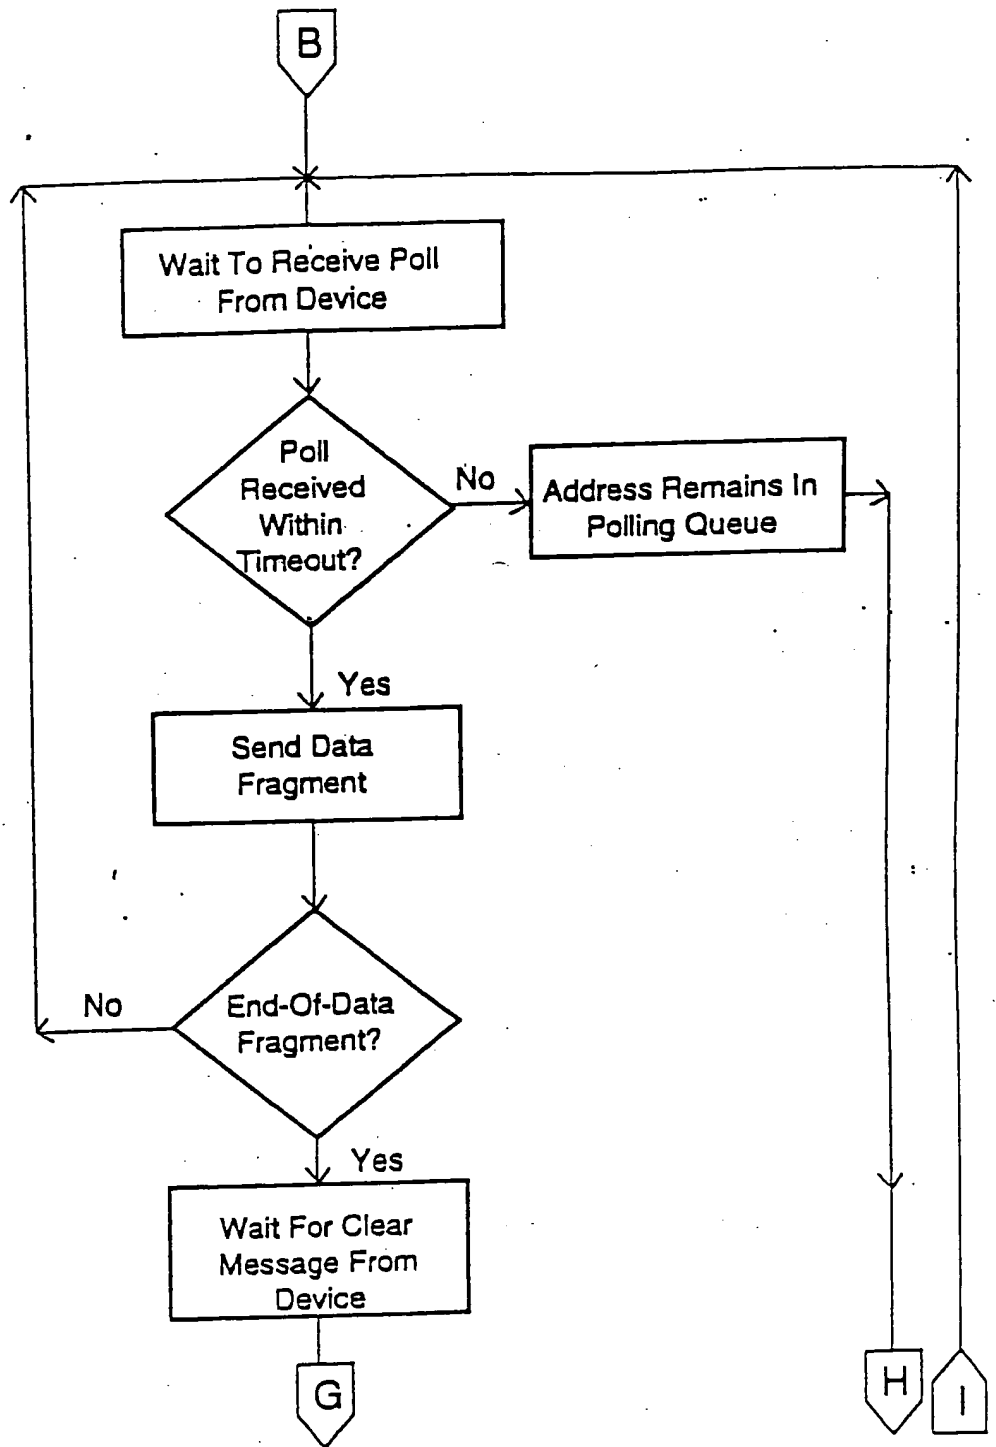 B
Wait To Receive Poll
From Device
Poll
Received
Within
Timeout?
No
Address Remains In
Polling Queue
Yes
Send Data
Fragment
No
End-Of-Data
Fragment?
Yes
Wait For Clear
Message From
Device
G
H
I